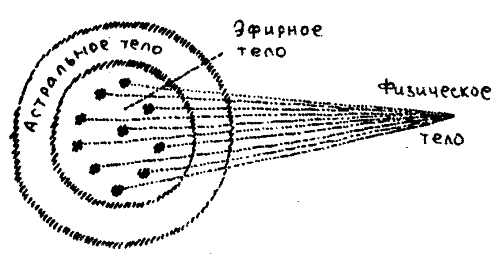 Астральное тело
Эфирное
тело
Физическое
тело